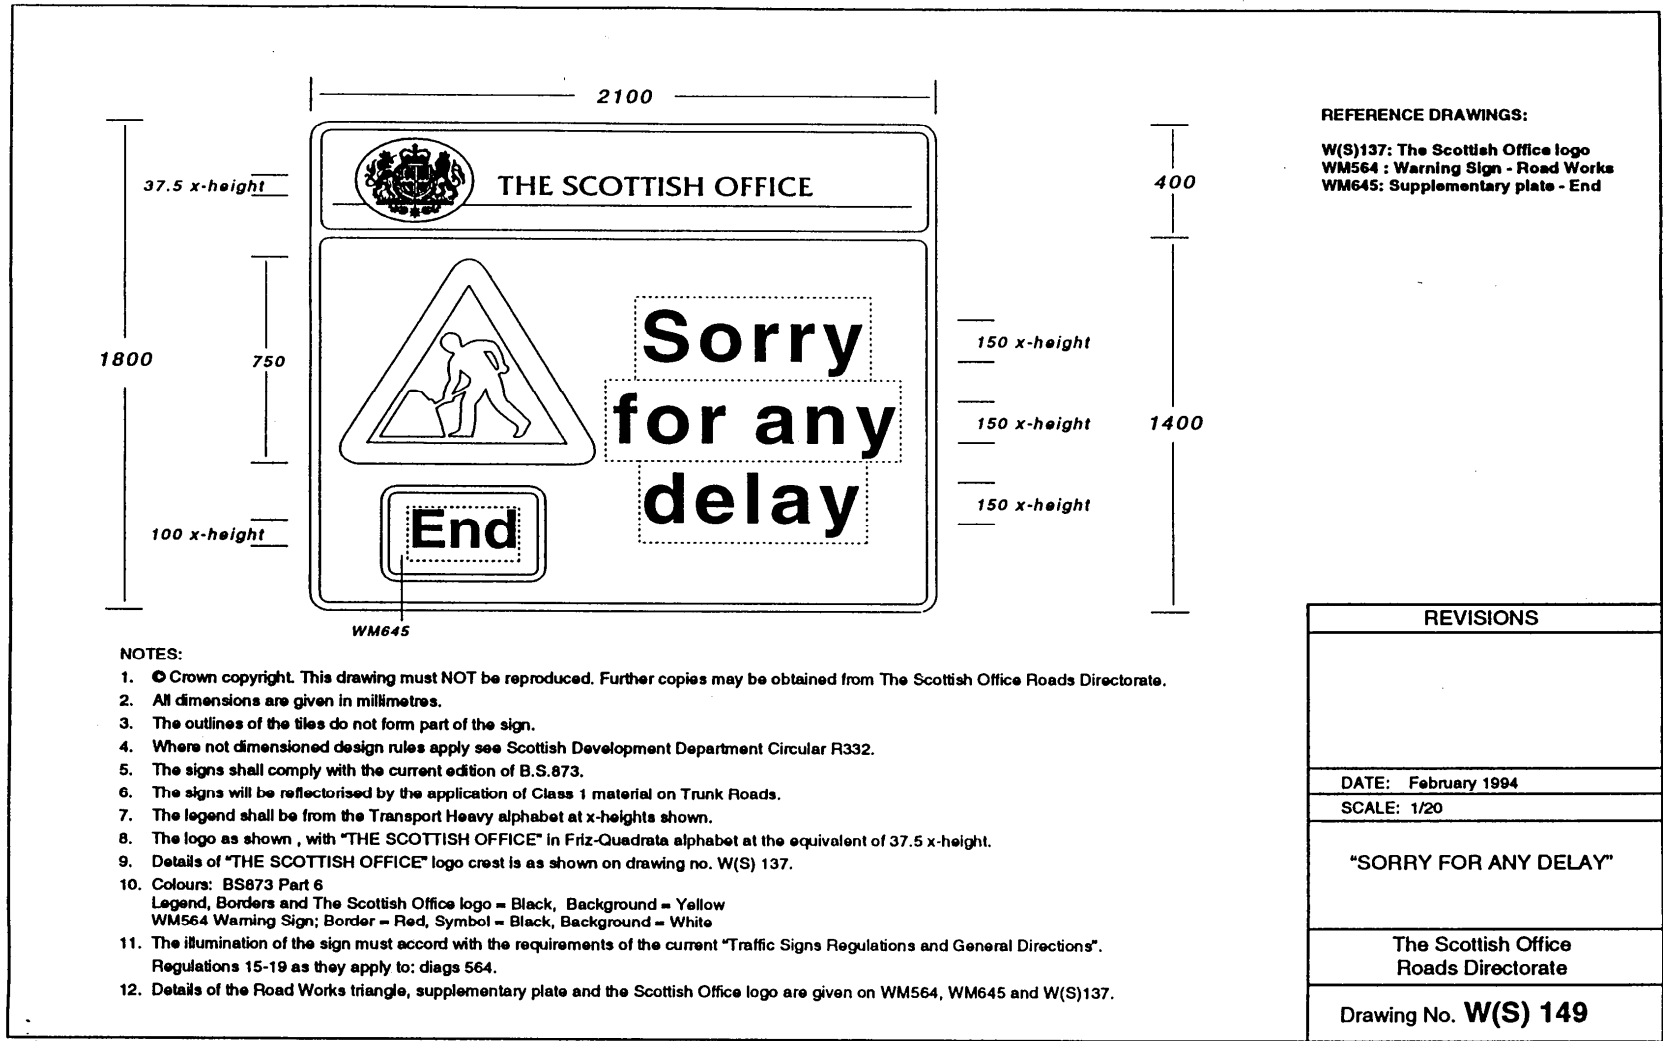 2100
REFERENCE DRAWINGS:
W(S)137: The Scottish Office logo
WM564 : Warning Sign - Road Works
WM645: Supplementary plate - End
37.5 x-height
THE SCOTTISH OFFICE
400
1800
750
Sorry
for any
delay
150 x-height
150 x-height
150 x-height
1400
100 x-height
End
WM645
NOTES:
1. © Crown copyright. This drawing must NOT be reproduced. Further copies may be obtained from The Scottish Office Roads Directorate.
2. All dimensions are given in millimetres.
3. The outlines of the tiles do not form part of the sign.
4. Where not dimensioned design rules apply see Scottish Development Department Circular R332.
5. The signs shall comply with the current edition of B.S.873.
6. The signs will be reflectorised by the application of Class 1 material on Trunk Roads.
7. The legend shall be from the Transport Heavy alphabet at x-heights shown.
8. The logo as shown , with "THE SCOTTISH OFFICE" in Friz-Quadrata alphabet at the equivalent of 37.5 x-height.
9. Details of "THE SCOTTISH OFFICE" logo crest is as shown on drawing no. W(S) 137.
10. Colours: BS873 Part 6
Legend, Borders and The Scottish Office logo = Black, Background = Yellow
WM564 Warning Sign; Border = Red, Symbol = Black, Background = White
11. The illumination of the sign must accord with the requirements of the current "Traffic Signs Regulations and General Directions".
Regulations 15-19 as they apply to: diags 564.
12. Details of the Road Works triangle, supplementary plate and the Scottish Office logo are given on WM564, WM645 and W(S)137.
REVISIONS
DATE: February 1994
SCALE: 1/20
"SORRY FOR ANY DELAY"
The Scottish Office
Roads Directorate
Drawing No. W(S) 149